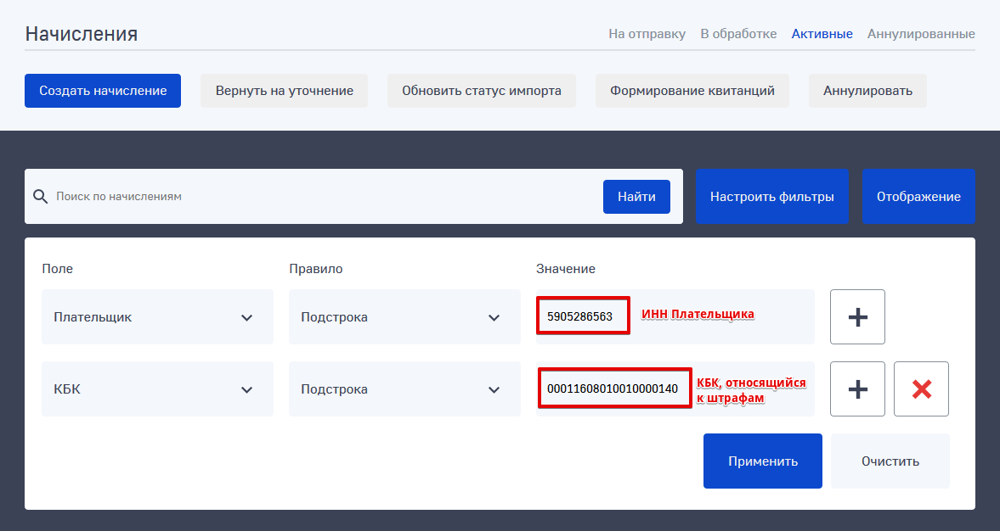 Начисления
На отправку В обработке Активные Аннулированные
Создать начисление Вернуть на уточнение Обновить статус импорта Формирование квитанций Аннулировать
Поиск по начислениям Найти Настроить фильтры Отображение
Поле Правило Значение
Плательщик Подстрока 5905286563 ИНН Плательщика
КБК Подстрока 00011608010010000140 КБК, относящийся
к штрафам
Применить Очистить